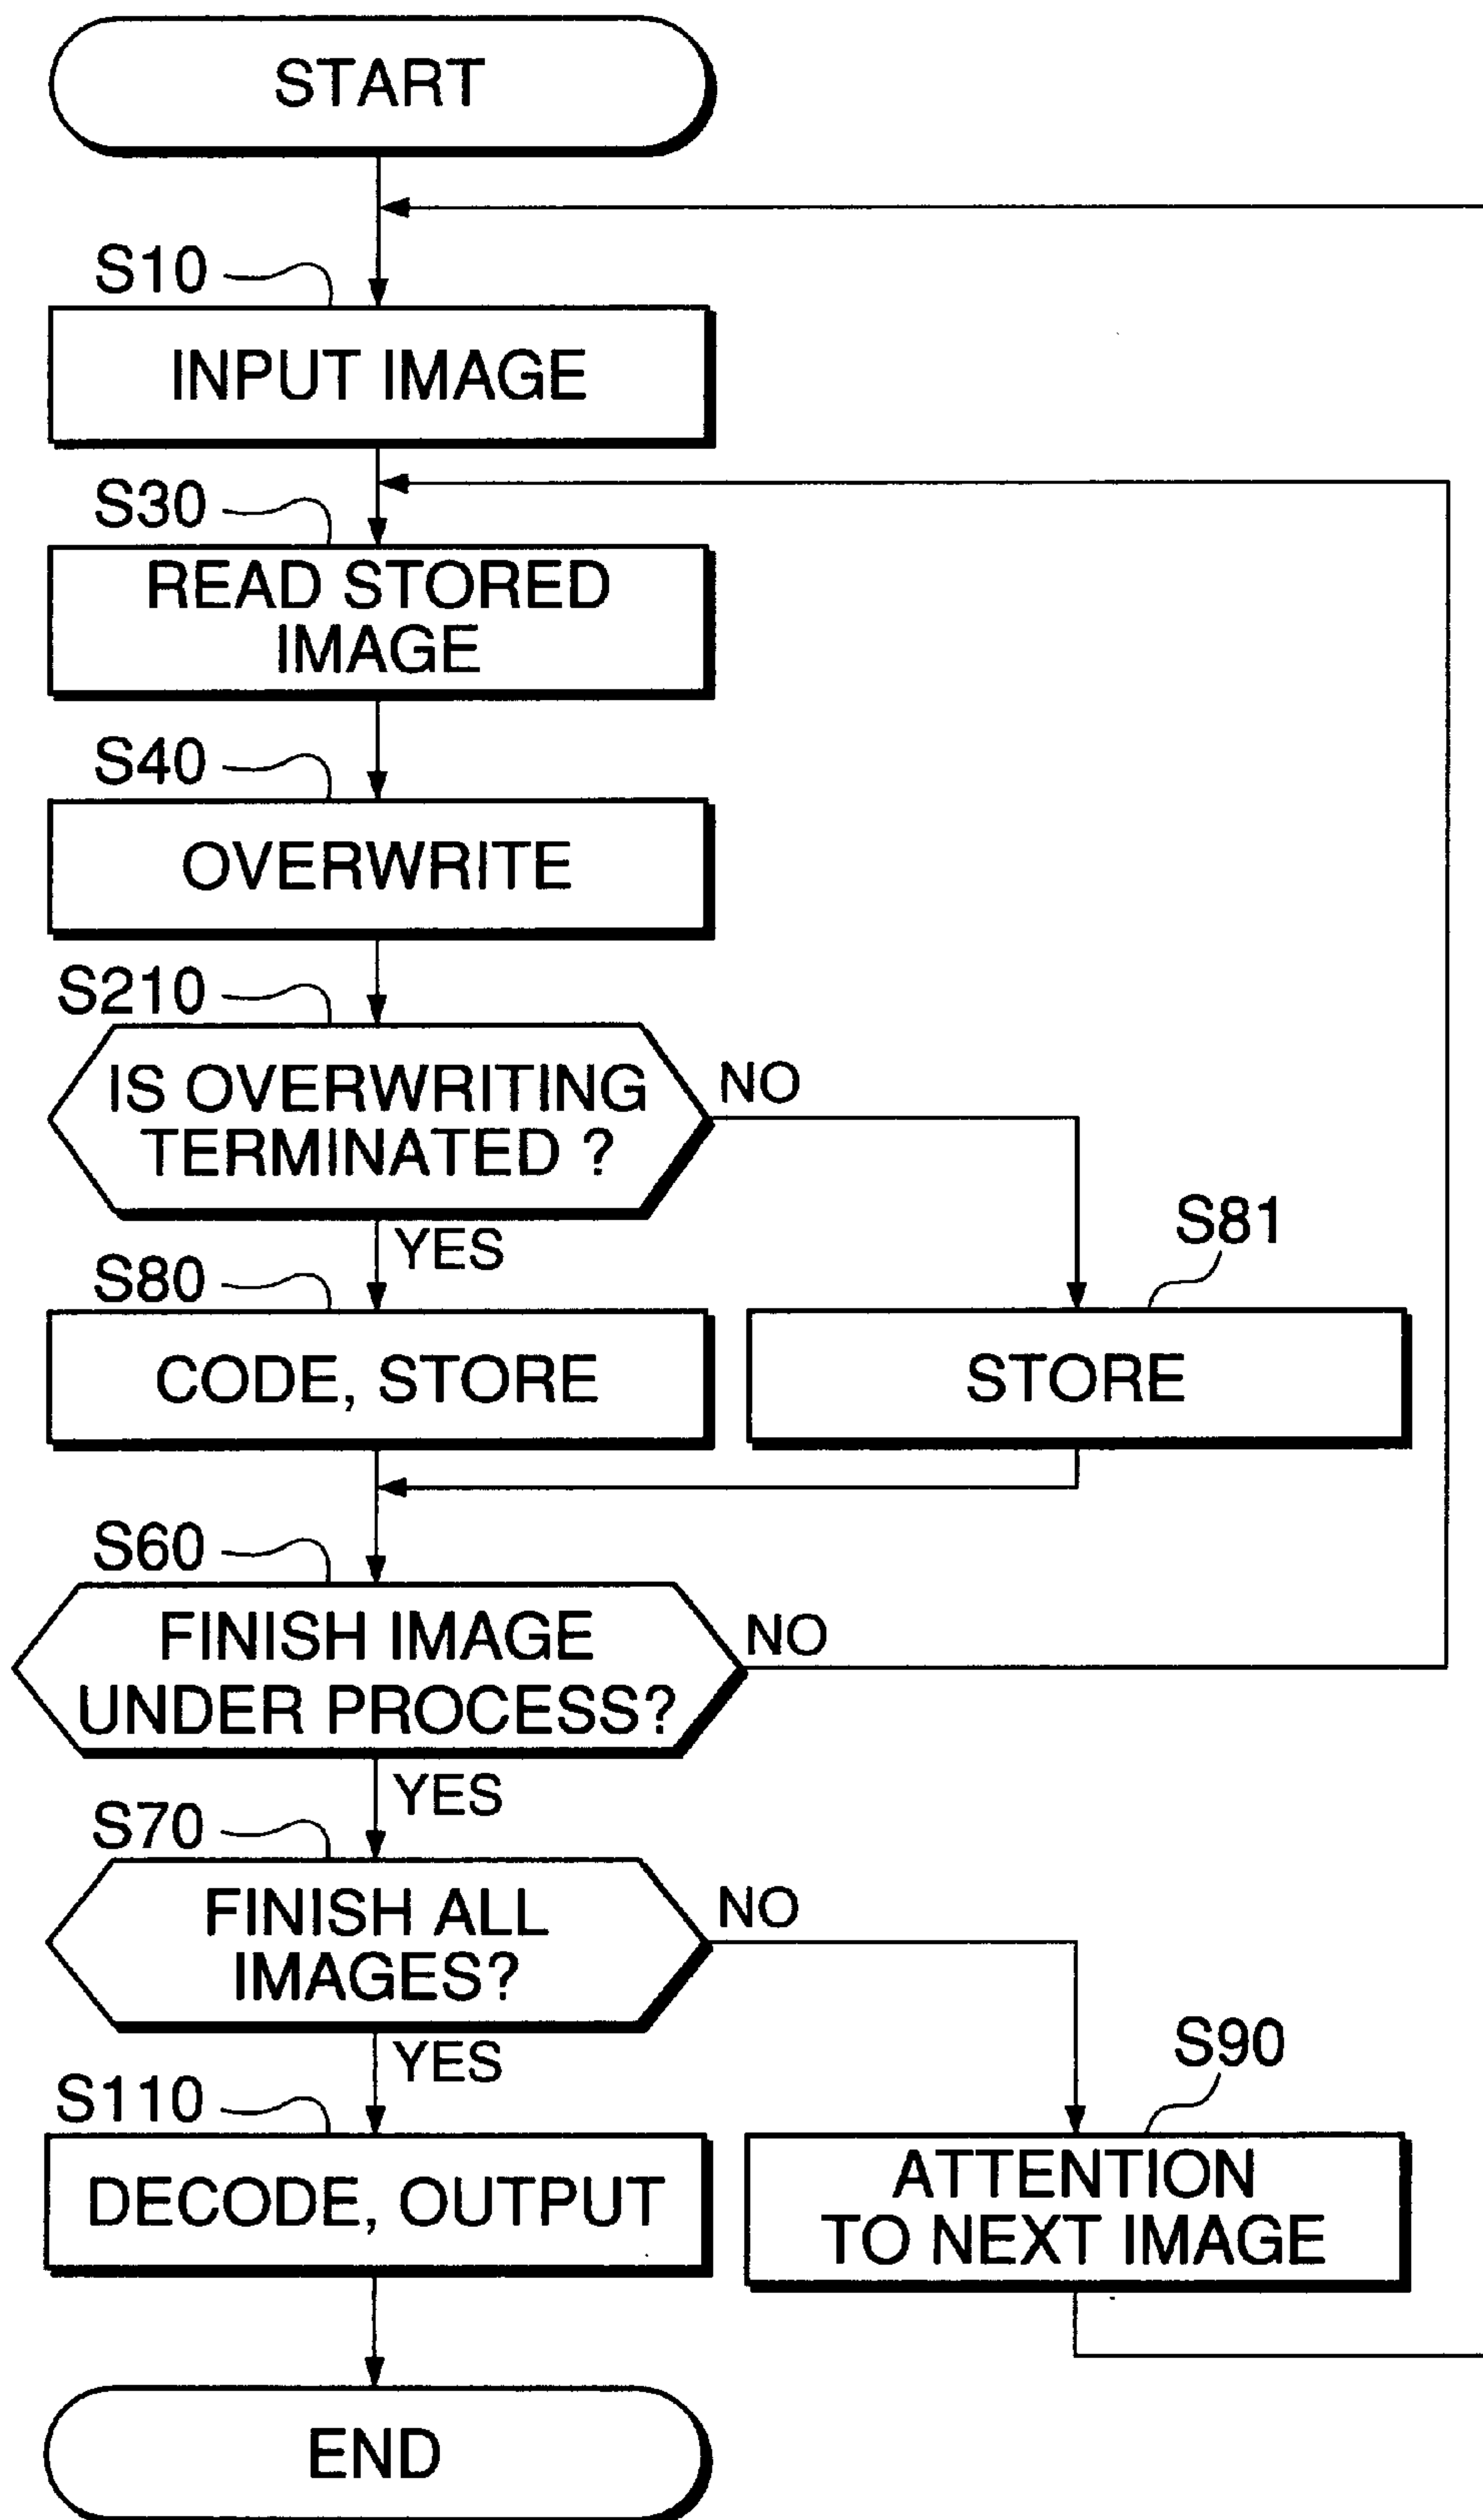 START
S10
INPUT IMAGE
S30
READ STORED
IMAGE
S40
OVERWRITE
S210
IS OVERWRITING
TERMINATED ?
NO
YES
S80
S81
CODE, STORE
STORE
S60
FINISH IMAGE
UNDER PROCESS?
NO
YES
S70
FINISH ALL
IMAGES?
NO
YES
S110
S90
DECODE, OUTPUT
ATTENTION
TO NEXT IMAGE
END